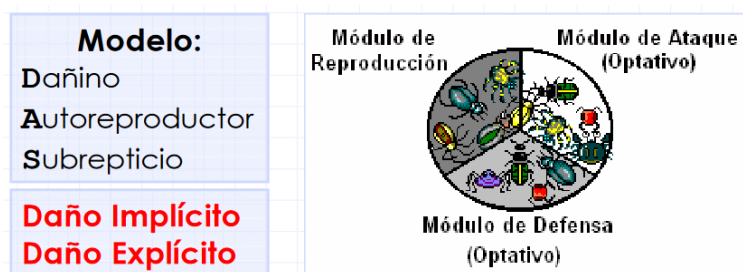 Modelo:
Dañino
Autoreproductor
Subrepticio
Daño Implícito
Daño Explícito
Módulo de
Reproducción
Módulo de Ataque
(Optativo)
Módulo de Defensa
(Optativo)